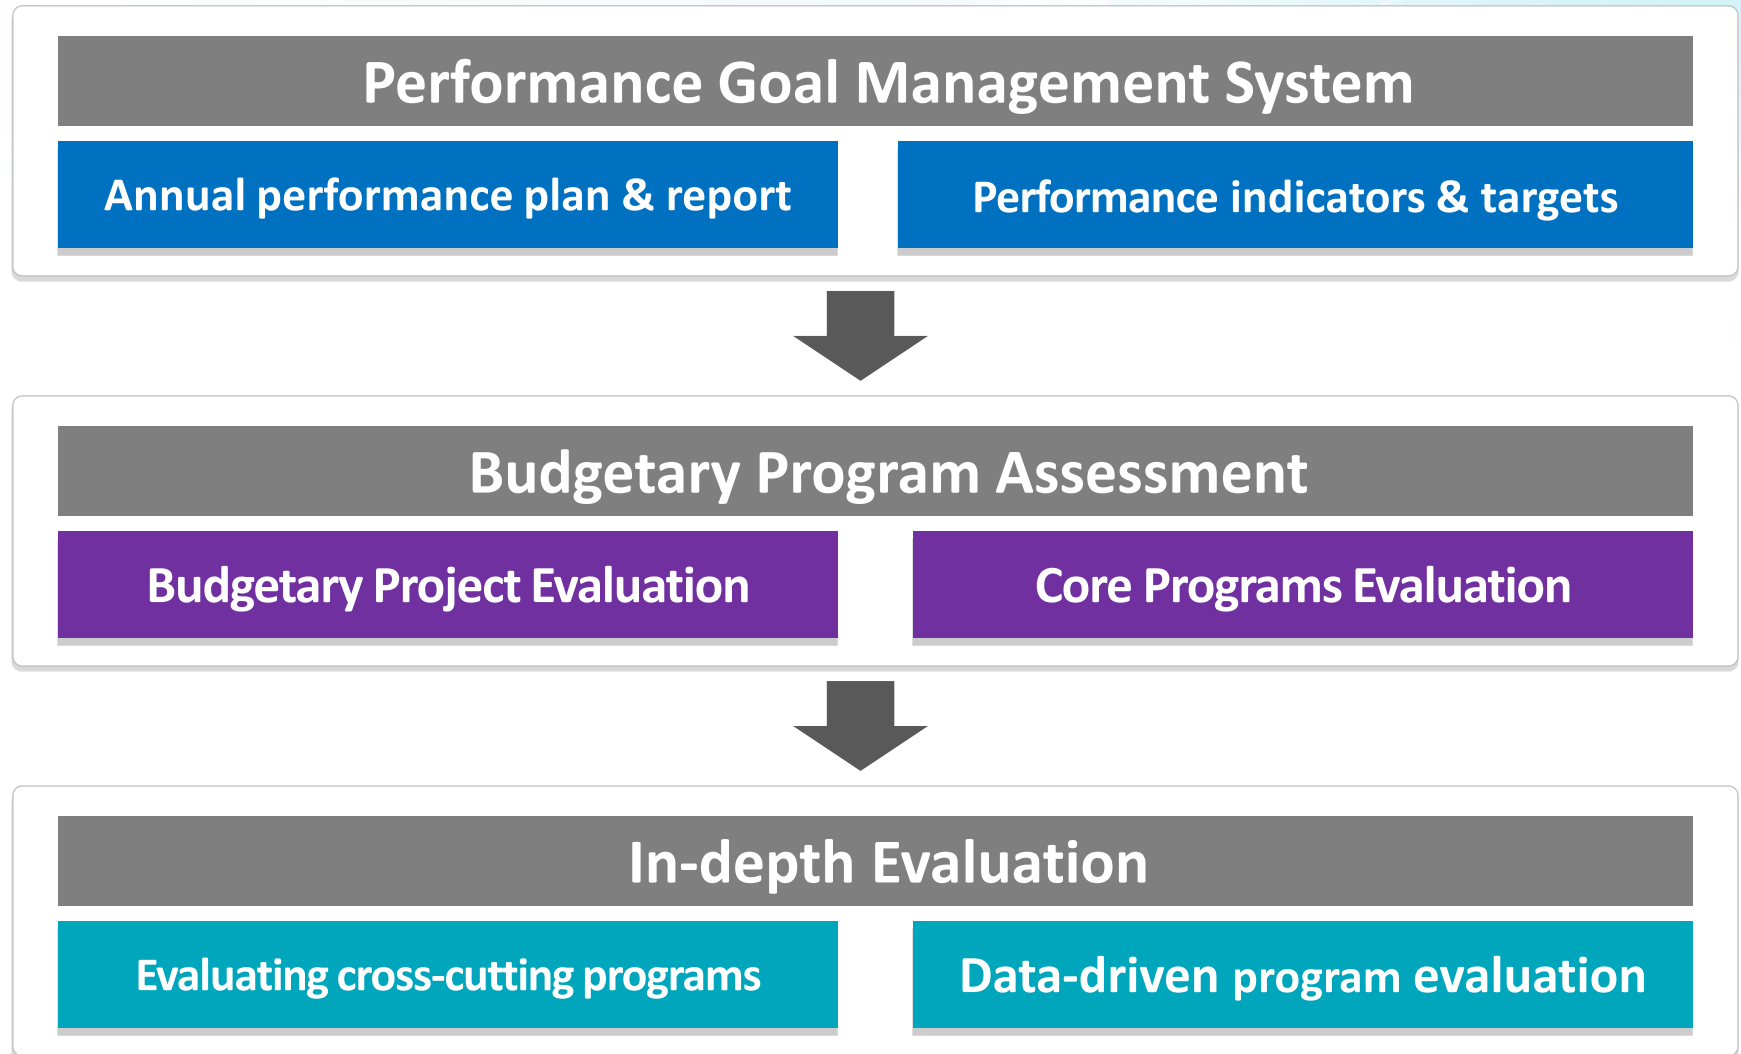 Performance Goal Management System
Annual performance plan & report
Performance indicators & targets
Budgetary Program Assessment
Budgetary Project Evaluation
Core Programs Evaluation
In-depth Evaluation
Evaluating cross-cutting programs
Data-driven program evaluation